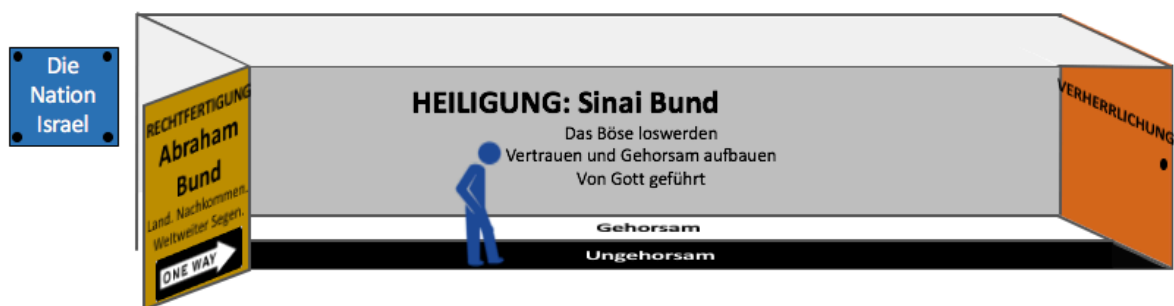 Die
Nation
Israel
RECHTFERTIGUNG
Abraham
Bund
Land. Nachkommen.
Weltweiter Segen.
ONE WAY
HEILIGUNG: Sinai Bund
Das Böse loswerden
Vertrauen und Gehorsam aufbauen
Von Gott geführt
Gehorsam
Ungehorsam
VERHERRLICHUNG